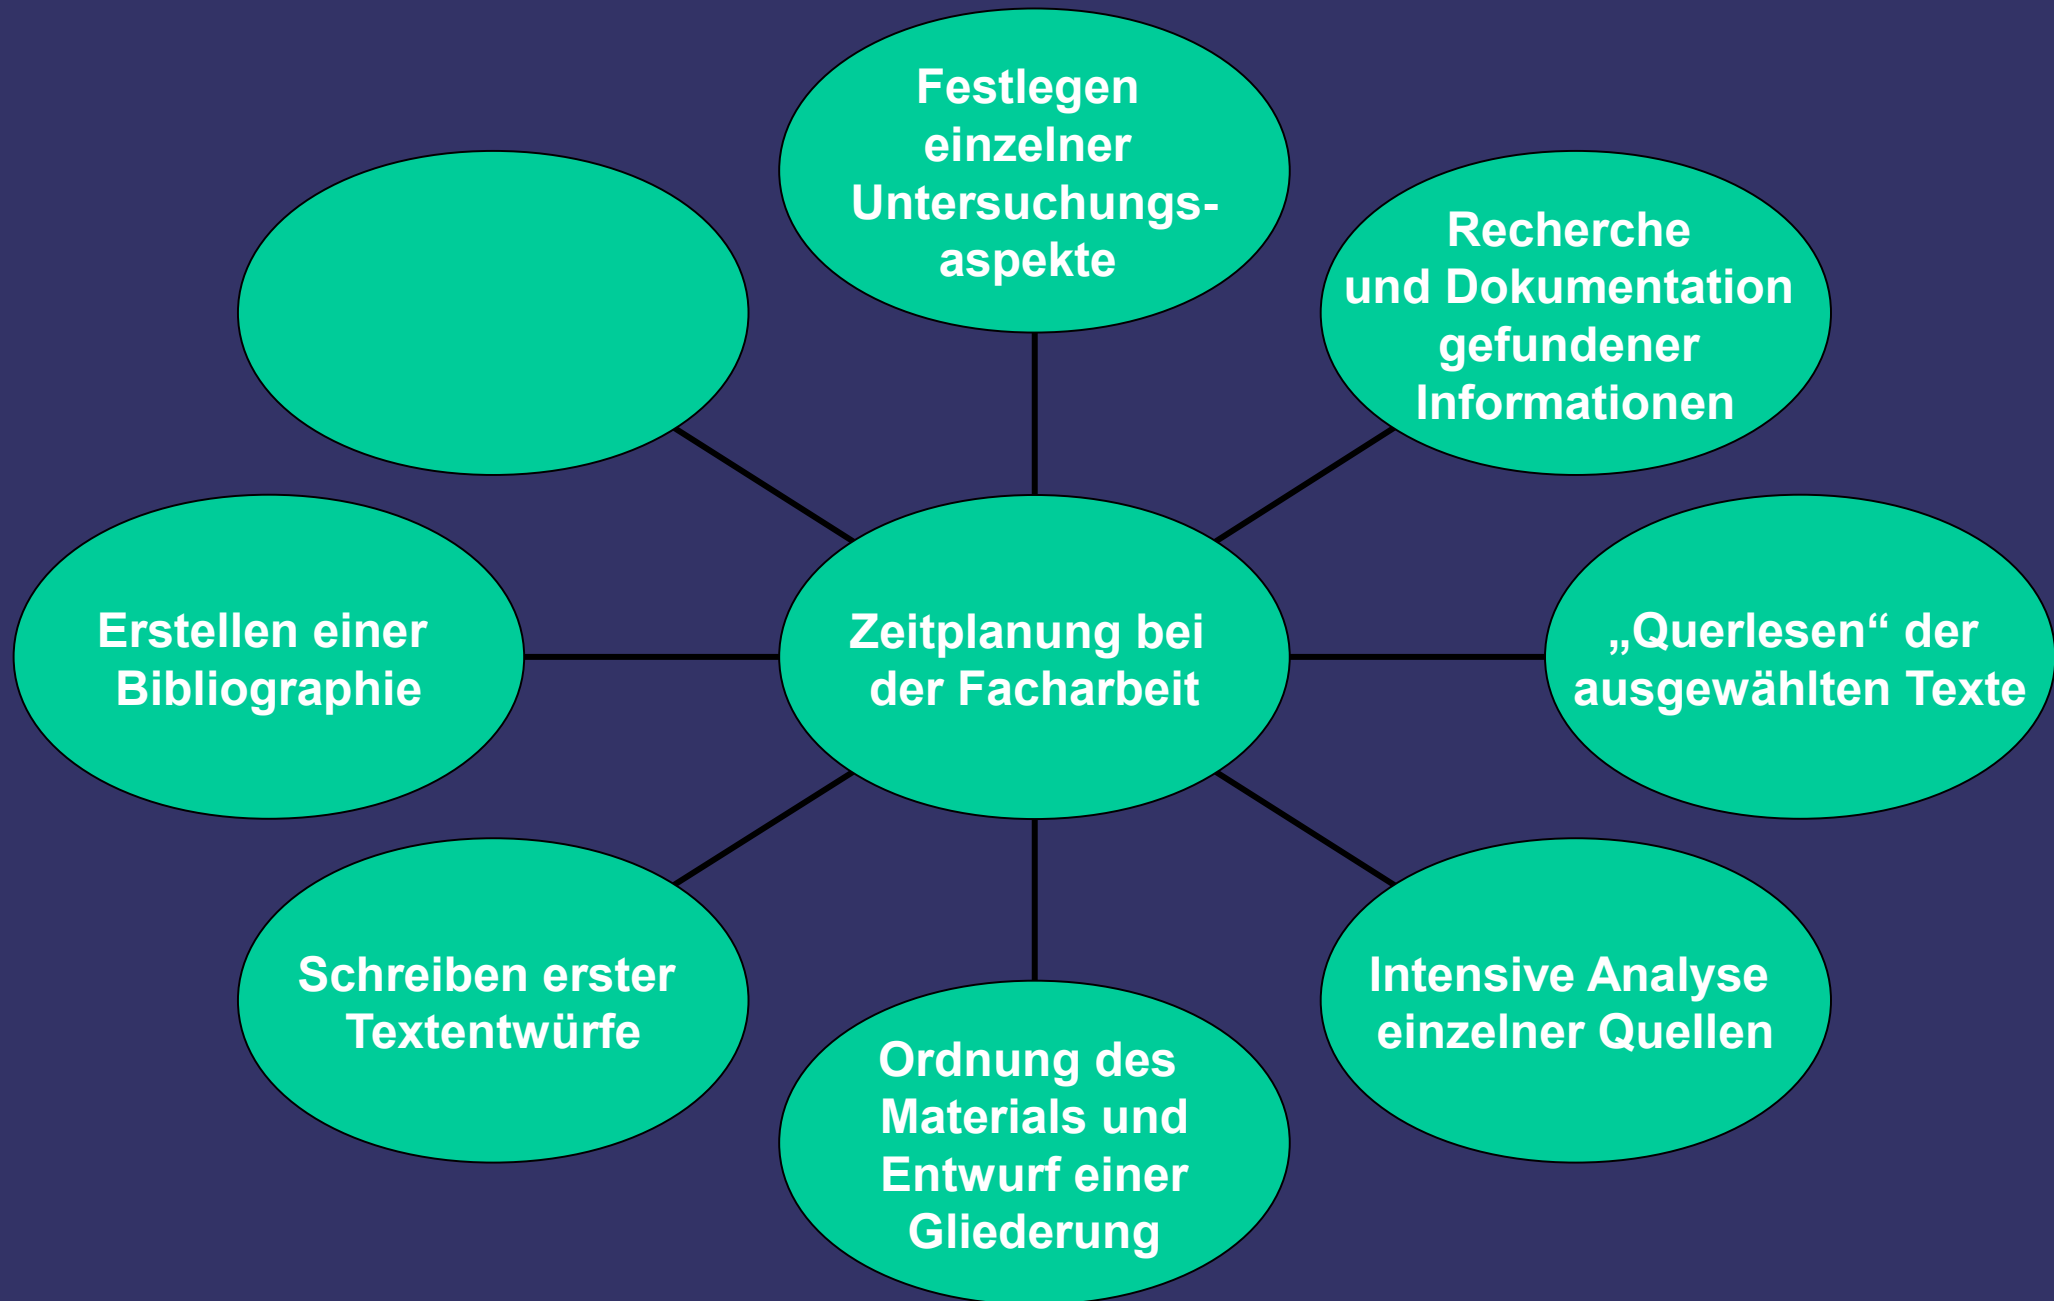 Festlegen
einzelner
Untersuchungs-
aspekte
Recherche
und Dokumentation
gefundener
Informationen
„Querlesen“ der
ausgewählten Texte
Intensive Analyse
einzelner Quellen
Ordnung des
Materials und
Entwurf einer
Gliederung
Schreiben erster
Textentwürfe
Erstellen einer
Bibliographie
Zeitplanung bei
der Facharbeit